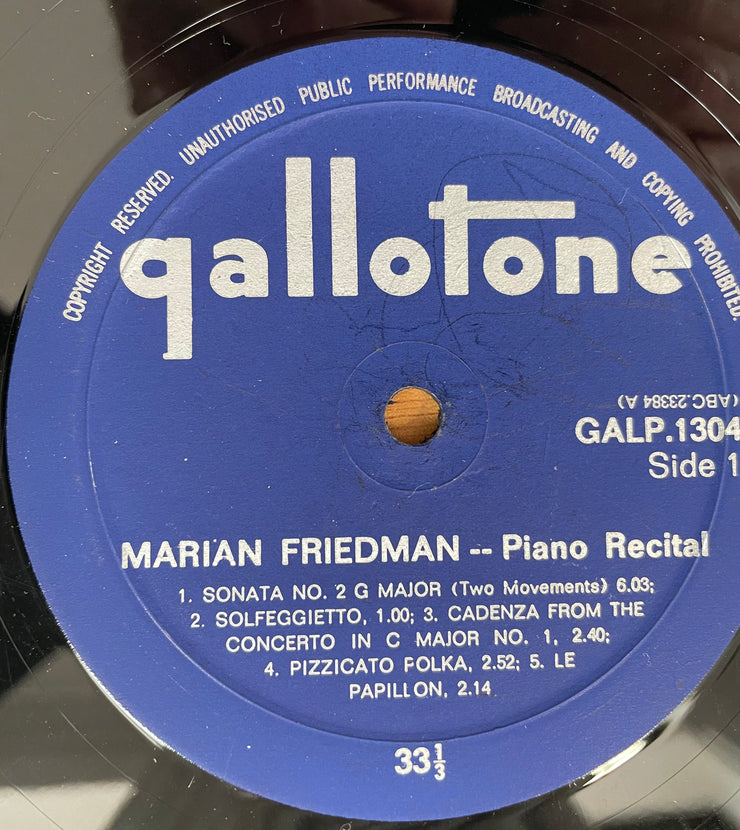 COPYRIGHT RESERVED. UNAUTHORISED PUBLIC PERFORMANCE BROADCASTING AND COPYING PROHIBITED.
gallotone
(ABC.23384 A)
GALP.1304
Side 1
MARIAN FRIEDMAN -- Piano Recital
1. SONATA NO. 2 G MAJOR (Two Movements) 6.03;
2. SOLFEGGIETTO, 1.00; 3. CADENZA FROM THE
CONCERTO IN C MAJOR NO. 1, 2.40;
4. PIZZICATO FOLKA, 2.52; 5. LE
PAPILLON, 2.14
33⅓